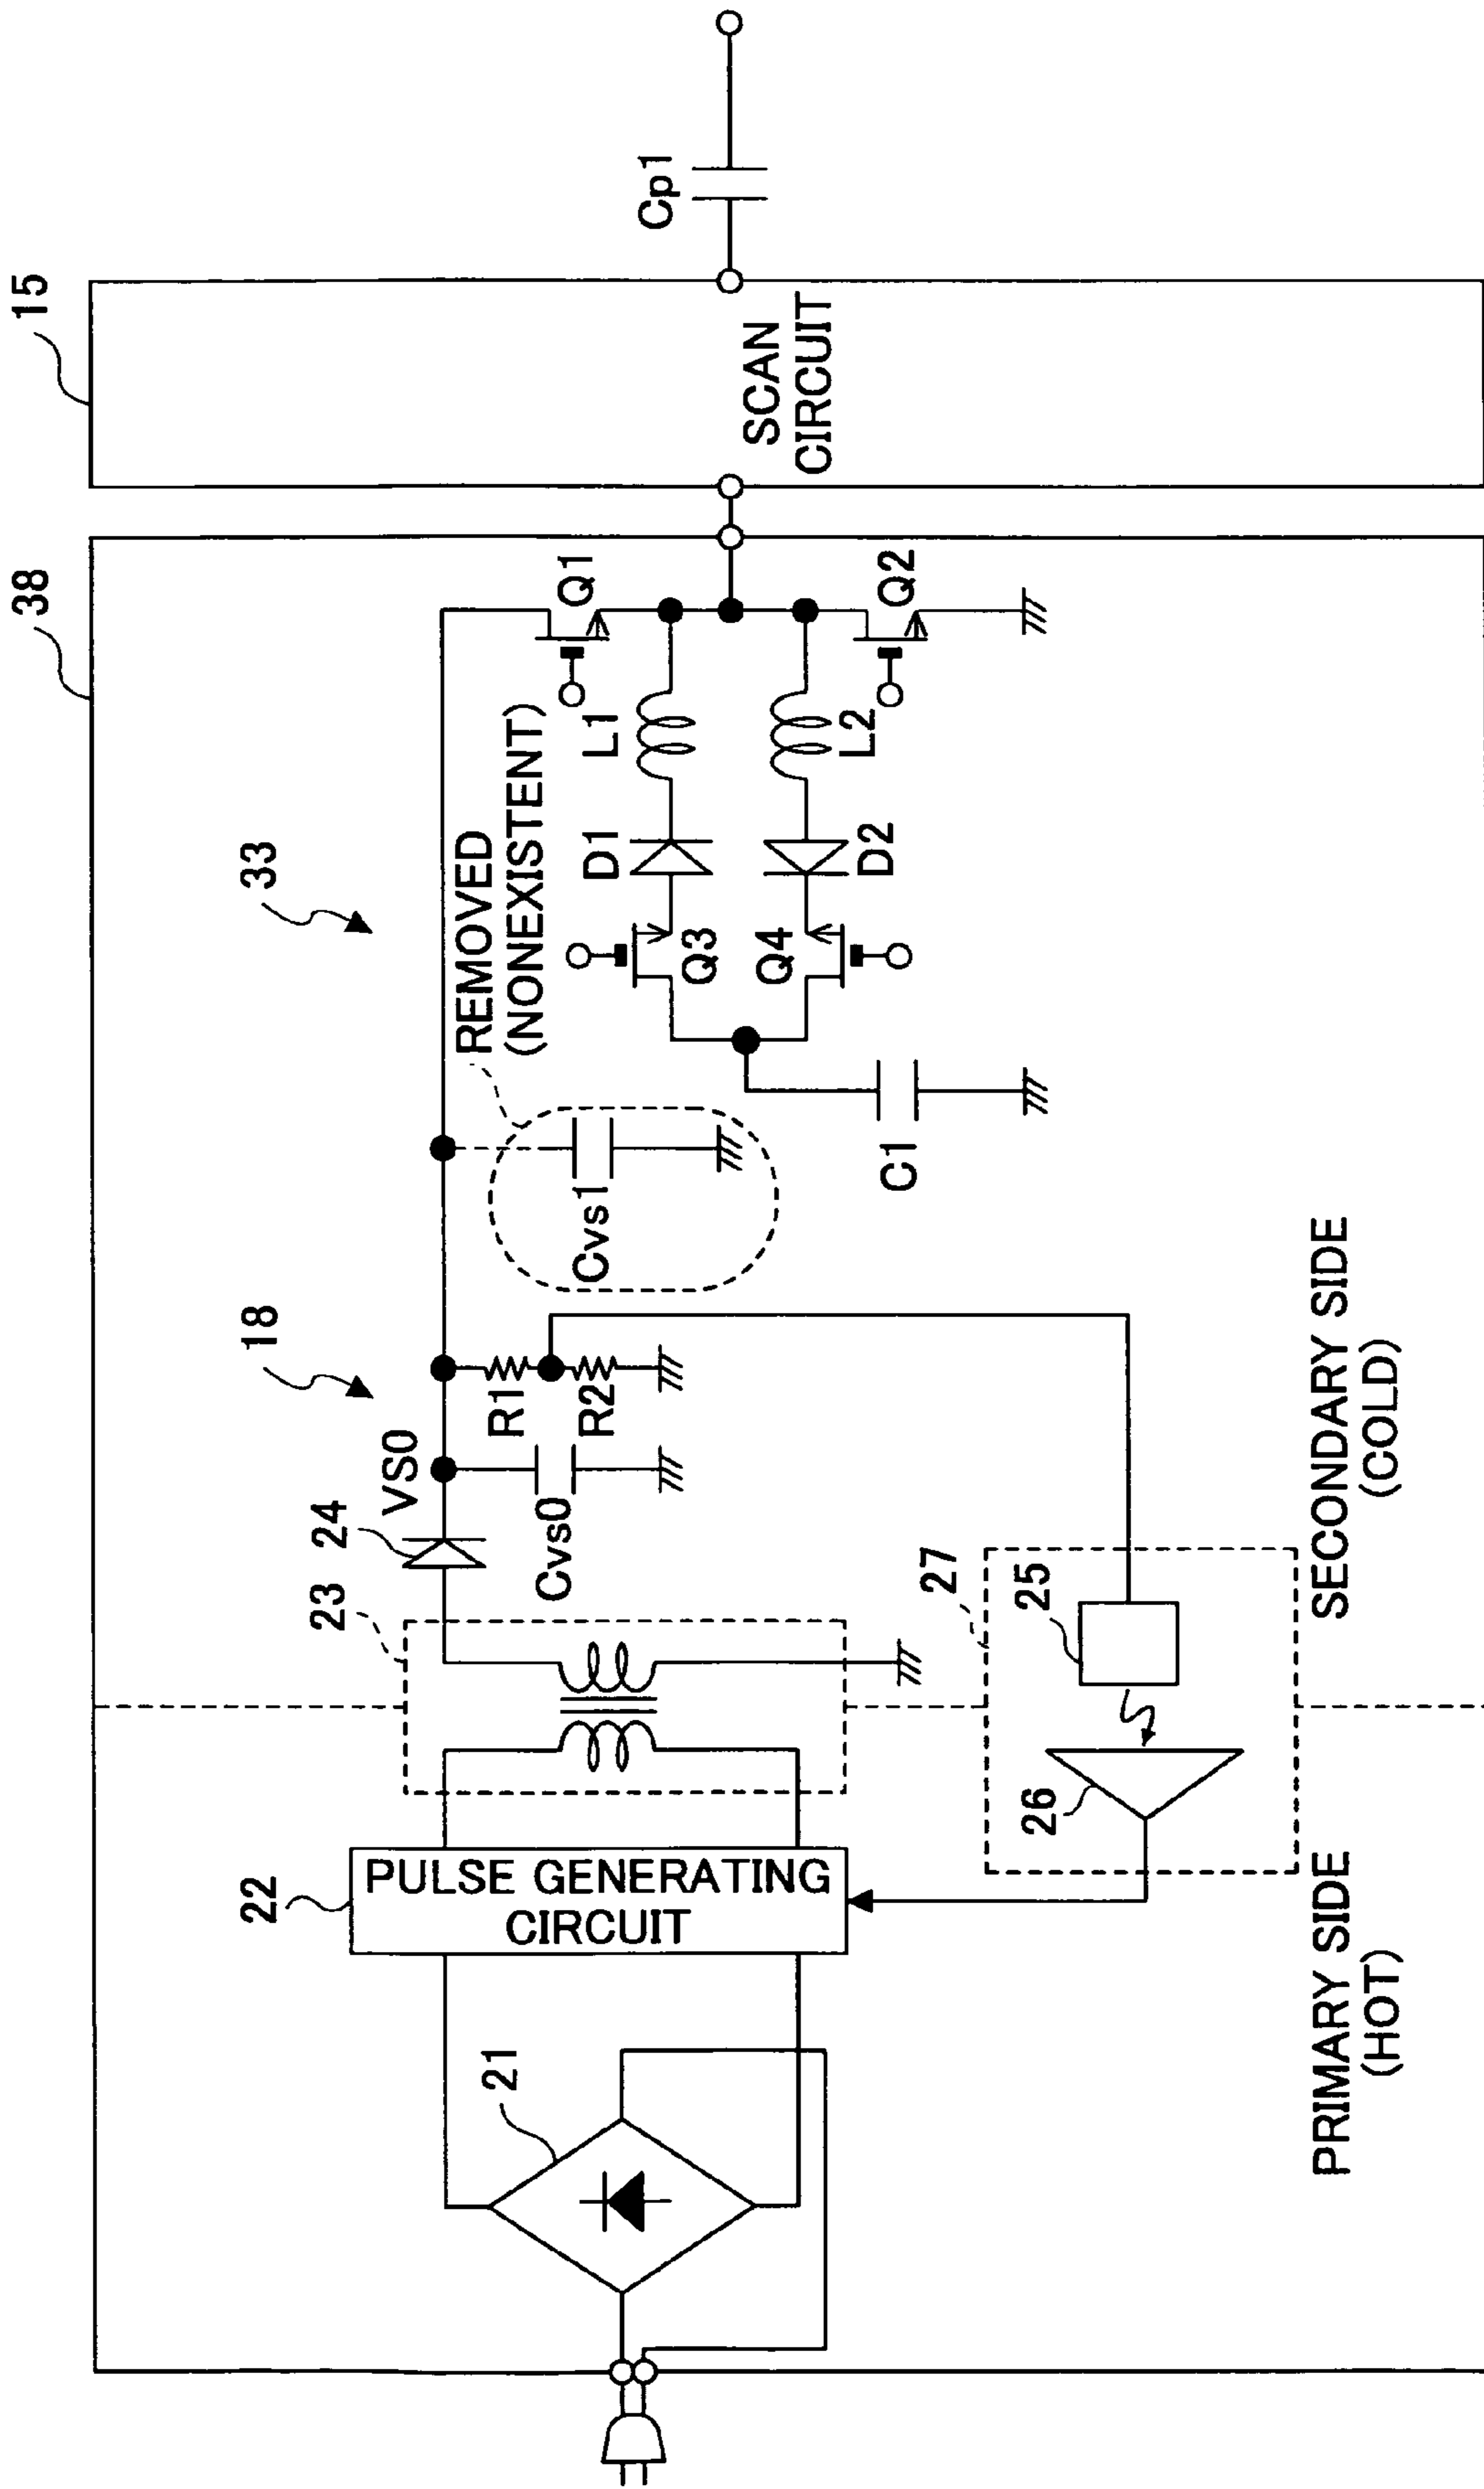 38
15
33
18
23
24
VS0
22
21
PULSE GENERATING
CIRCUIT
Cvs0
R1
R2
Cvs1
REMOVED
(NONEXISTENT)
Q1
L1
D1
Q3
Q4
D2
L2
Q2
C1
SCAN
CIRCUIT
Cp1
27
25
26
PRIMARY SIDE
(HOT)
SECONDARY SIDE
(COLD)